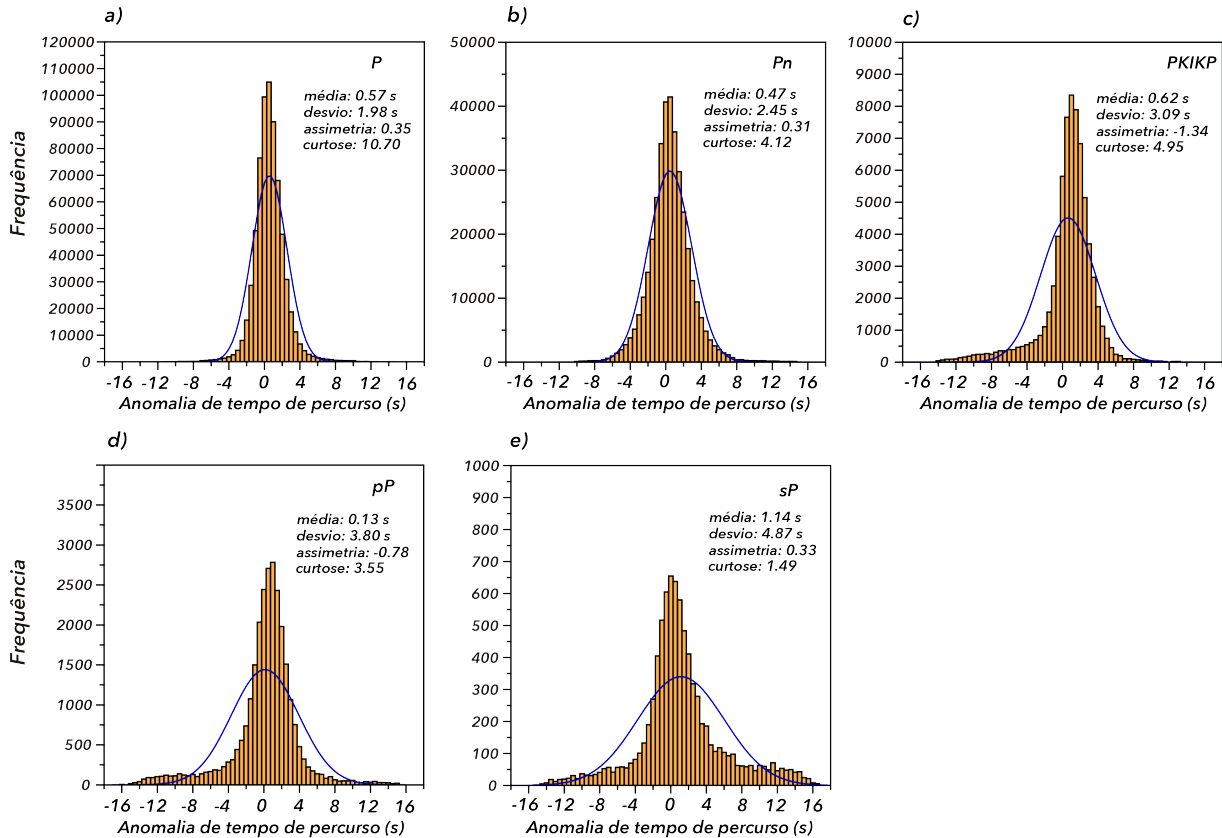 a)
P
média: 0.57 s
desvio: 1.98 s
assimetria: 0.35
curtose: 10.70
120000
110000
100000
90000
80000
70000
60000
50000
40000
30000
20000
10000
0
Frequência
-16 -12 -8 -4 0 4 8 12 16
Anomalia de tempo de percurso (s)
b)
Pn
média: 0.47 s
desvio: 2.45 s
assimetria: 0.31
curtose: 4.12
50000
40000
30000
20000
10000
0
-16 -12 -8 -4 0 4 8 12 16
Anomalia de tempo de percurso (s)
c)
PKIKP
média: 0.62 s
desvio: 3.09 s
assimetria: -1.34
curtose: 4.95
10000
9000
8000
7000
6000
5000
4000
3000
2000
1000
0
-16 -12 -8 -4 0 4 8 12 16
Anomalia de tempo de percurso (s)
d)
pP
média: 0.13 s
desvio: 3.80 s
assimetria: -0.78
curtose: 3.55
3500
3000
2500
2000
1500
1000
500
0
Frequência
-16 -12 -8 -4 0 4 8 12 16
Anomalia de tempo de percurso (s)
e)
sP
média: 1.14 s
desvio: 4.87 s
assimetria: 0.33
curtose: 1.49
1000
900
800
700
600
500
400
300
200
100
0
-16 -12 -8 -4 0 4 8 12 16
Anomalia de tempo de percurso (s)